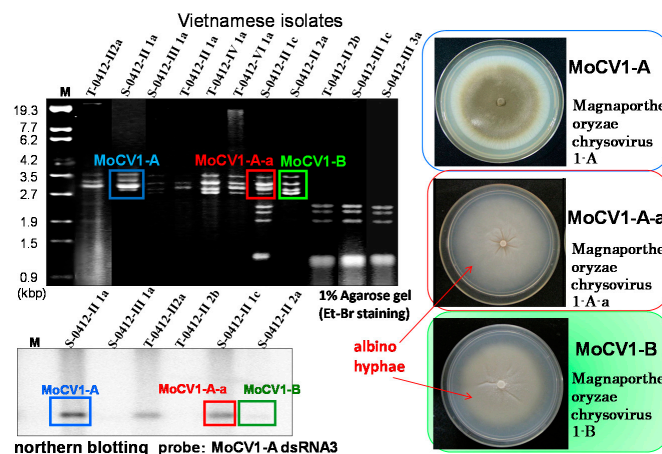 Vietnamese isolates
M
T-0412-II2a
S-0412-II 1a
S-0412-III 1a
T-0412-II 1a
T-0412-IV 1a
T-0412-VI 1a
S-0412-II 1c
S-0412-II 2a
T-0412-II 2b
S-0412-III 1c
S-0412-III 3a
19.3
7.7
6.2
4.2
3.5
2.7
1.9
1.5
0.9
(kbp)
MoCV1-A
MoCV1-A-a
MoCV1-B
1% Agarose gel
(Et-Br staining)
M
S-0412-II 1a
S-0412-III 1a
T-0412-II2a
T-0412-II 2b
S-0412-II 1c
S-0412-II 2a
MoCV1-A
MoCV1-A-a
MoCV1-B
northern blotting probe: MoCV1-A dsRNA3
MoCV1-A
Magnaporthe
oryzae
chrysovirus
1-A
MoCV1-A-a
Magnaporthe
oryzae
chrysovirus
1-A-a
albino
hyphae
MoCV1-B
Magnaporthe
oryzae
chrysovirus
1-B